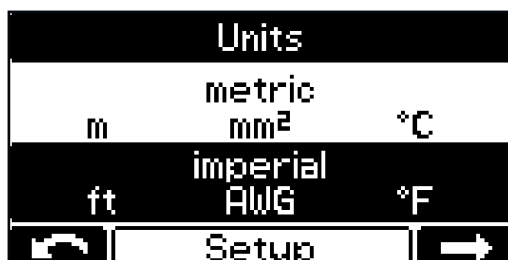 Units
metric
m mm² °C
imperial
ft AWG °F
Setup